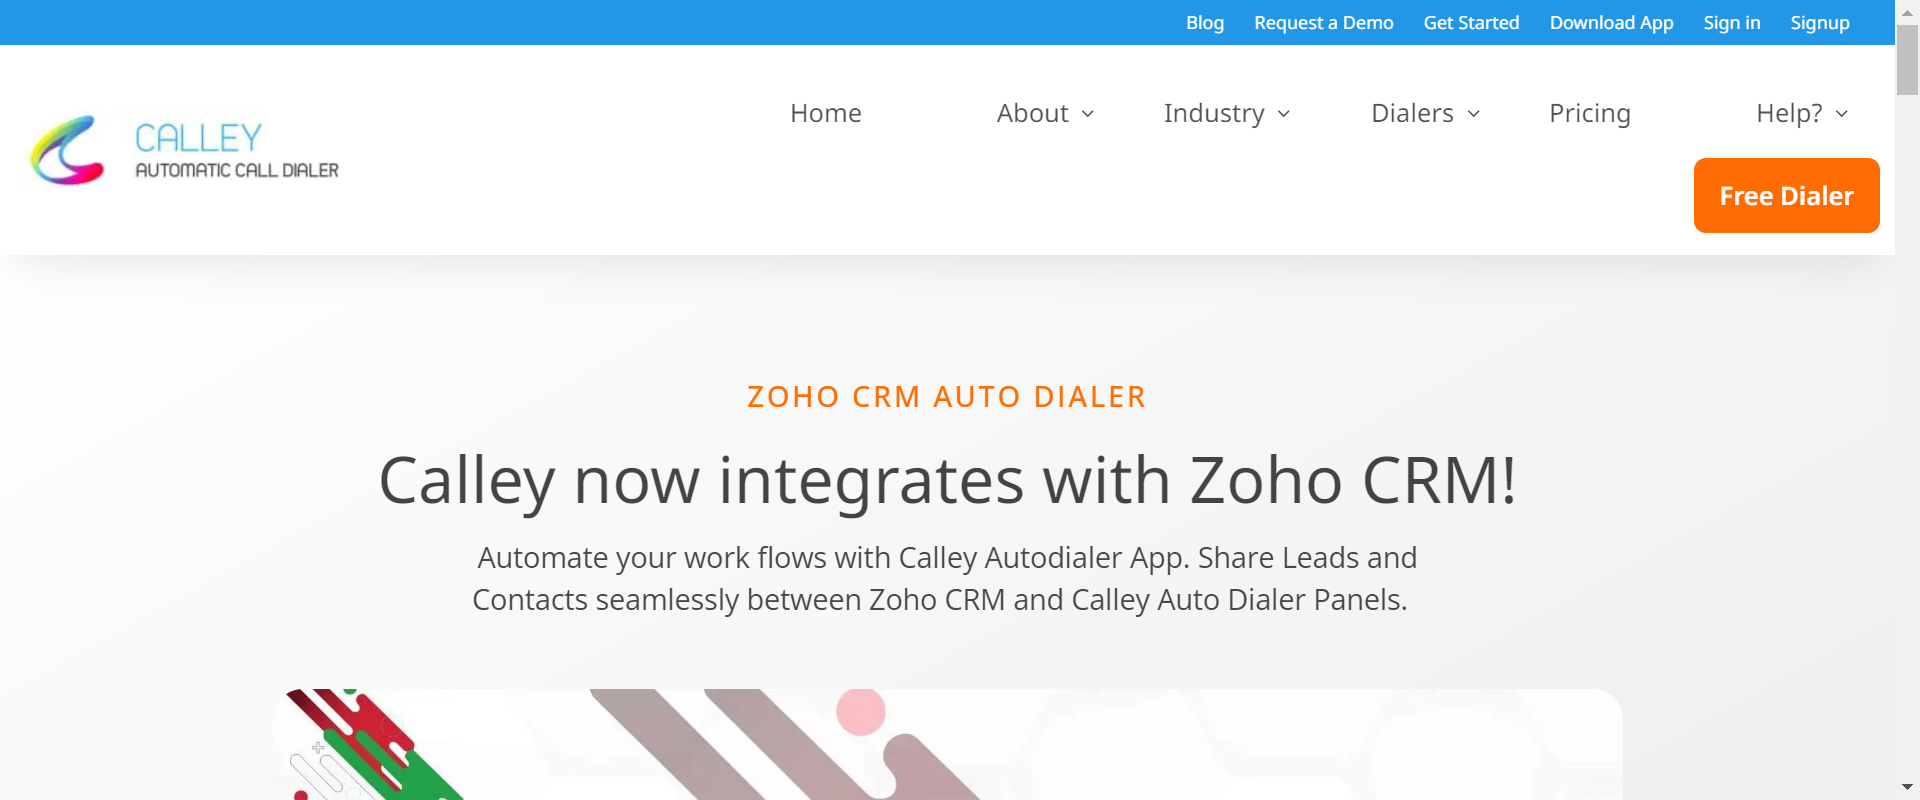 Blog Request a Demo Get Started Download App Sign in Signup
CALLEY
AUTOMATIC CALL DIALER
Home About Industry Dialers Pricing Help?
Free Dialer
ZOHO CRM AUTO DIALER
Calley now integrates with Zoho CRM!
Automate your work flows with Calley Autodialer App. Share Leads and
Contacts seamlessly between Zoho CRM and Calley Auto Dialer Panels.